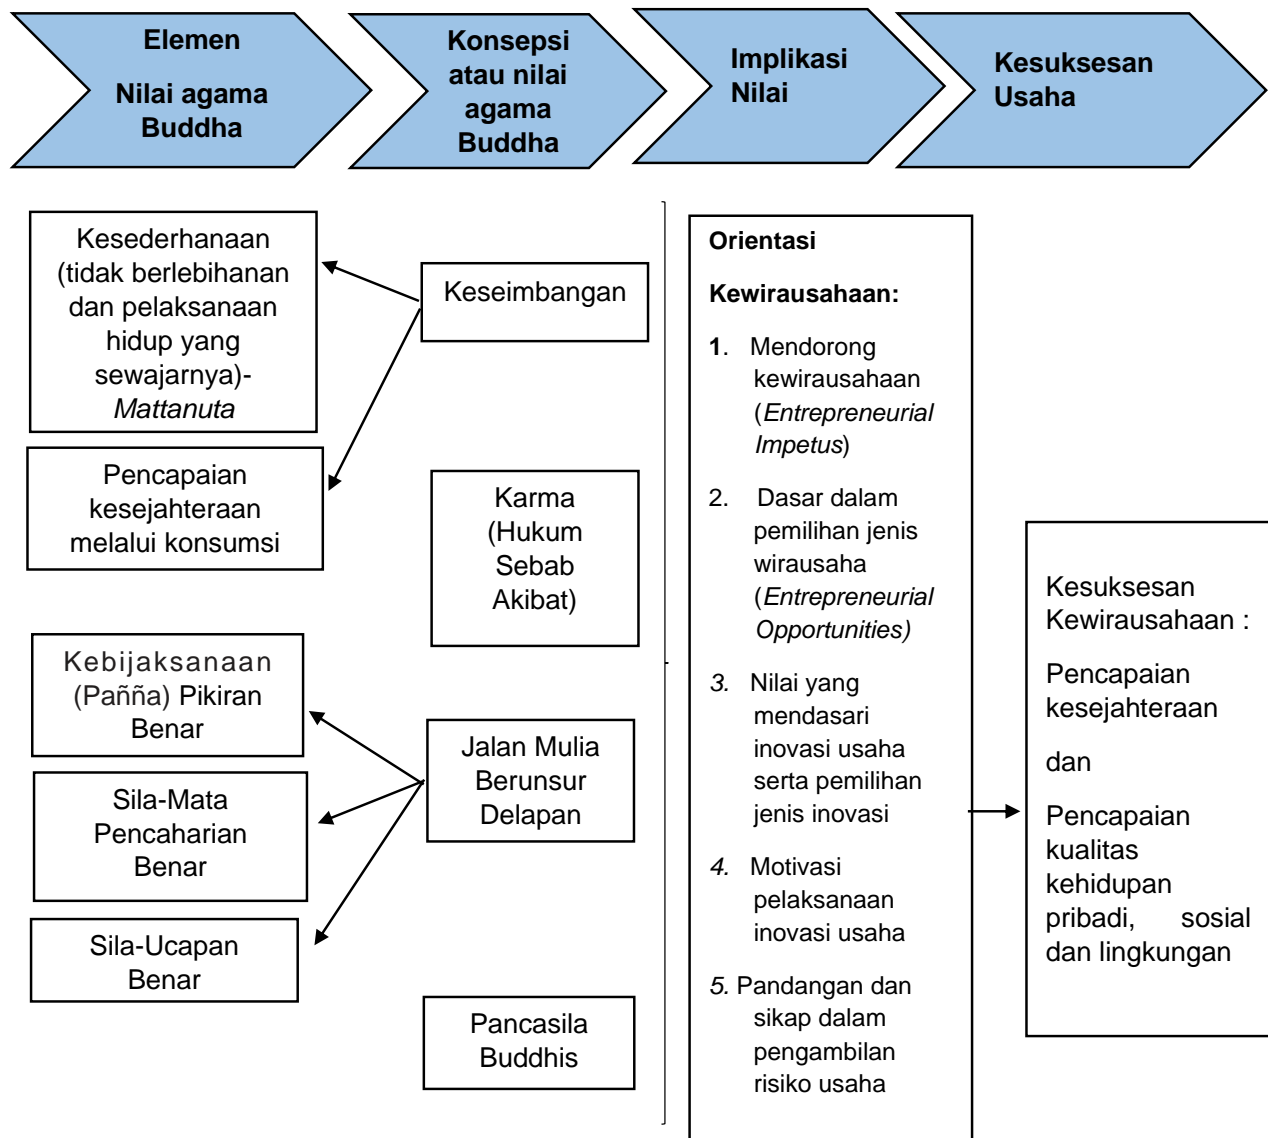 Elemen
Nilai agama
Buddha
Konsepsi
atau nilai
agama
Buddha
Implikasi
Nilai
Kesuksesan
Usaha
Kesederhanaan
(tidak berlebihanan
dan pelaksanaan
hidup yang
sewajarnya)-
Mattanuta
Pencapaian
kesejahteraan
melalui konsumsi
Kebijaksanaan
(Pañña) Pikiran
Benar
Sila-Mata
Pencaharian
Benar
Sila-Ucapan
Benar
Keseimbangan
Karma
(Hukum
Sebab
Akibat)
Jalan Mulia
Berunsur
Delapan
Pancasila
Buddhis
Orientasi
Kewirausahaan:
1. Mendorong
kewirausahaan
(Entrepreneurial
Impetus)
2. Dasar dalam
pemilihan jenis
wirausaha
(Entrepreneurial
Opportunities)
3. Nilai yang
mendasari
inovasi usaha
serta pemilihan
jenis inovasi
4. Motivasi
pelaksanaan
inovasi usaha
5. Pandangan dan
sikap dalam
pengambilan
risiko usaha
Kesuksesan
Kewirausahaan :
Pencapaian
kesejahteraan
dan
Pencapaian
kualitas
kehidupan
pribadi, sosial
dan lingkungan